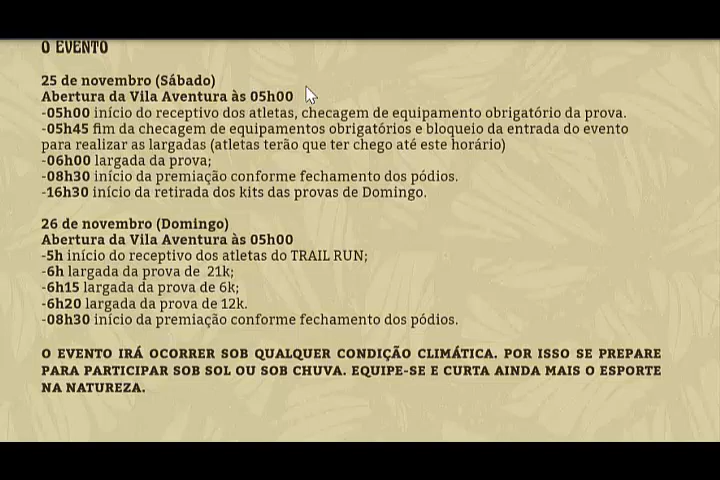 O EVENTO
25 de novembro (Sábado)
Abertura da Vila Aventura às 05h00
-05h00 início do receptivo dos atletas, checagem de equipamento obrigatório da prova.
-05h45 fim da checagem de equipamentos obrigatórios e bloqueio da entrada do evento
para realizar as largadas (atletas terão que ter chego até este horário)
-06h00 largada da prova;
-08h30 início da premiação conforme fechamento dos pódios.
-16h30 início da retirada dos kits das provas de Domingo.
26 de novembro (Domingo)
Abertura da Vila Aventura às 05h00
-5h início do receptivo dos atletas do TRAIL RUN;
-6h largada da prova de 21k;
-6h15 largada da prova de 6k;
-6h20 largada da prova de 12k.
-08h30 início da premiação conforme fechamento dos pódios.
O EVENTO IRÁ OCORRER SOB QUALQUER CONDIÇÃO CLIMÁTICA. POR ISSO SE PREPARE
PARA PARTICIPAR SOB SOL OU SOB CHUVA. EQUIPE-SE E CURTA AINDA MAIS O ESPORTE
NA NATUREZA.